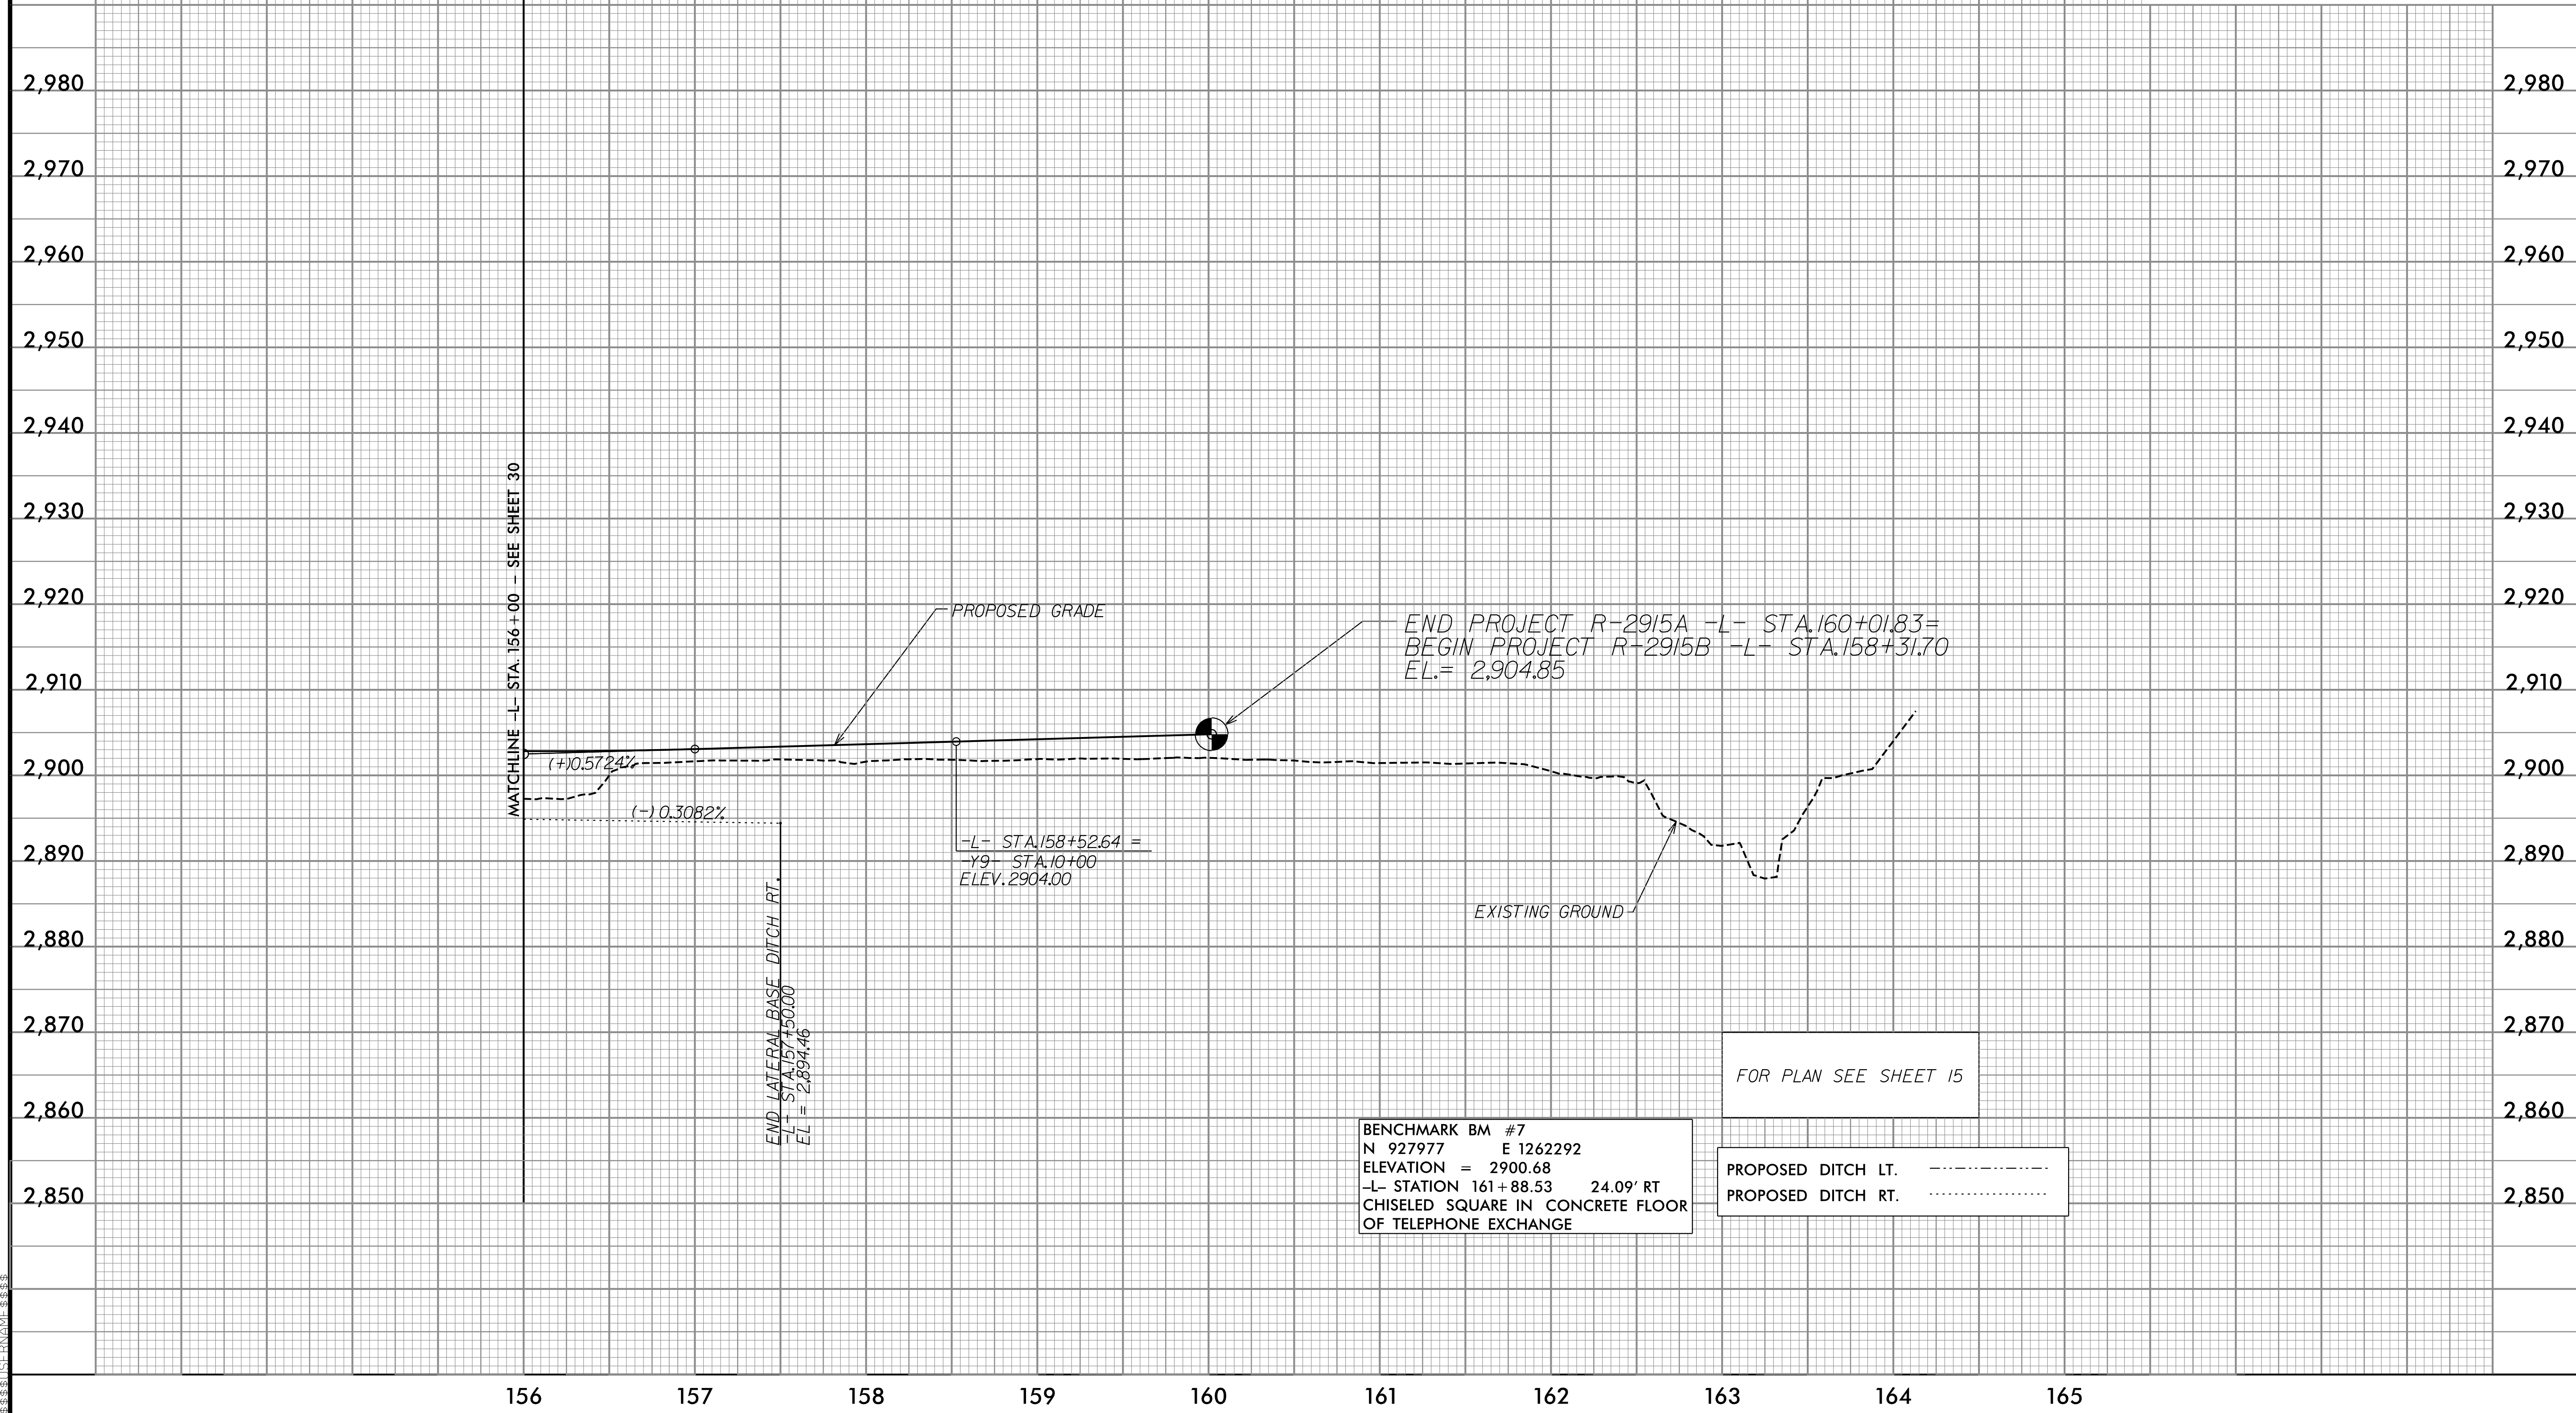 2,980 2,980
2,970 2,970
2,960 2,960
2,950 2,950
2,940 2,940
2,930 2,930
2,920 2,920
2,910 2,910
2,900 2,900
2,890 2,890
2,880 2,880
2,870 2,870
2,860 2,860
2,850 2,850
MATCHLINE -L- STA. 156+00 - SEE SHEET 30
PROPOSED GRADE
END PROJECT R-2915A -L- STA.160+01.83=
BEGIN PROJECT R-2915B -L- STA.158+31.70
EL.= 2,904.85
(+)0.5724%
(-) 0.3082%
-L- STA.158+52.64 =
-Y9- STA.10+00
ELEV. 2904.00
EXISTING GROUND
END LATERAL BASE DITCH RT.
-L- STA.157+50.00
EL = 2,894.46
FOR PLAN SEE SHEET 15
BENCHMARK BM #7
N 927977 E 1262292
ELEVATION = 2900.68
-L- STATION 161+88.53 24.09' RT
CHISELED SQUARE IN CONCRETE FLOOR
OF TELEPHONE EXCHANGE
PROPOSED DITCH LT.
PROPOSED DITCH RT.
156 157 158 159 160 161 162 163 164 165